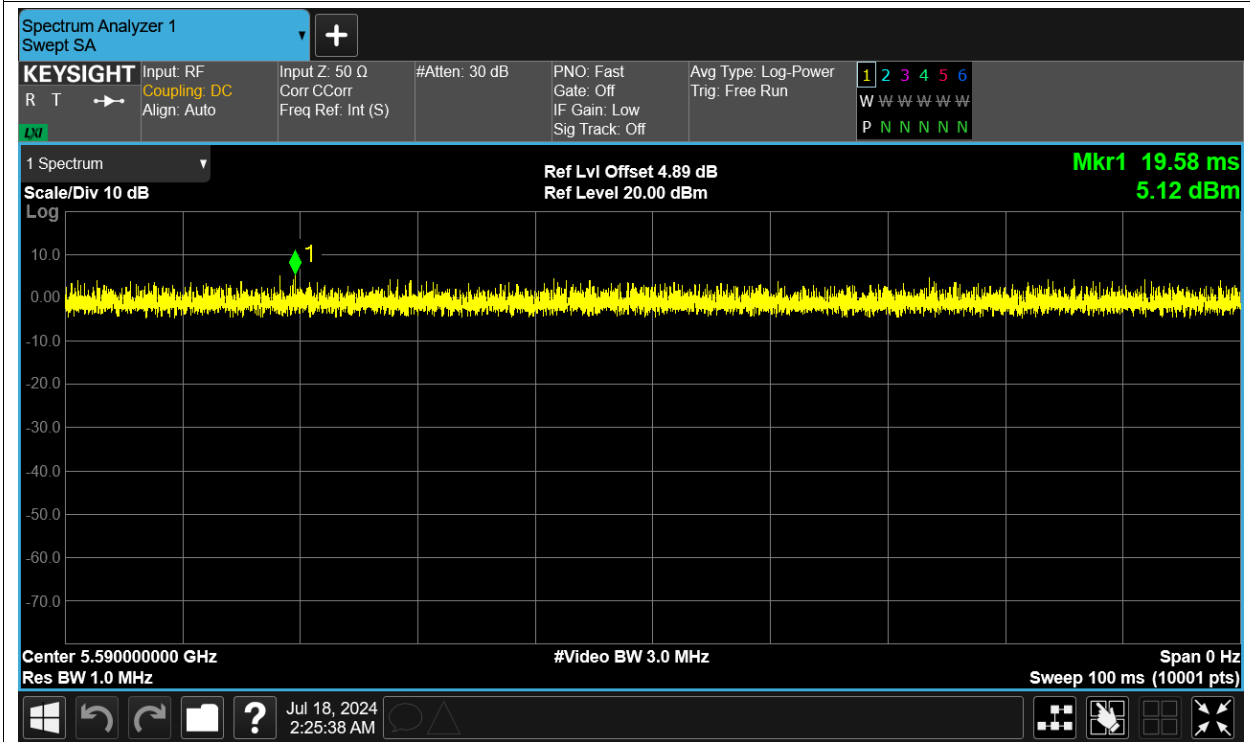 Spectrum Analyzer 1
Swept SA
KEYSIGHT
R T
LXI
Input: RF
Coupling: DC
Align: Auto
Input Z: 50 Ω
Corr CCorr
Freq Ref: Int (S)
#Atten: 30 dB
PNO: Fast
Gate: Off
IF Gain: Low
Sig Track: Off
Avg Type: Log-Power
Trig: Free Run
1 2 3 4 5 6
W W W W W W
P N N N N N
1 Spectrum
Scale/Div 10 dB
Log
Ref Lvl Offset 4.89 dB
Ref Level 20.00 dBm
Mkr1 19.58 ms
5.12 dBm
1
10.0
0.00
-10.0
-20.0
-30.0
-40.0
-50.0
-60.0
-70.0
Center 5.590000000 GHz
Res BW 1.0 MHz
#Video BW 3.0 MHz
Span 0 Hz
Sweep 100 ms (10001 pts)
?
Jul 18, 2024
2:25:38 AM